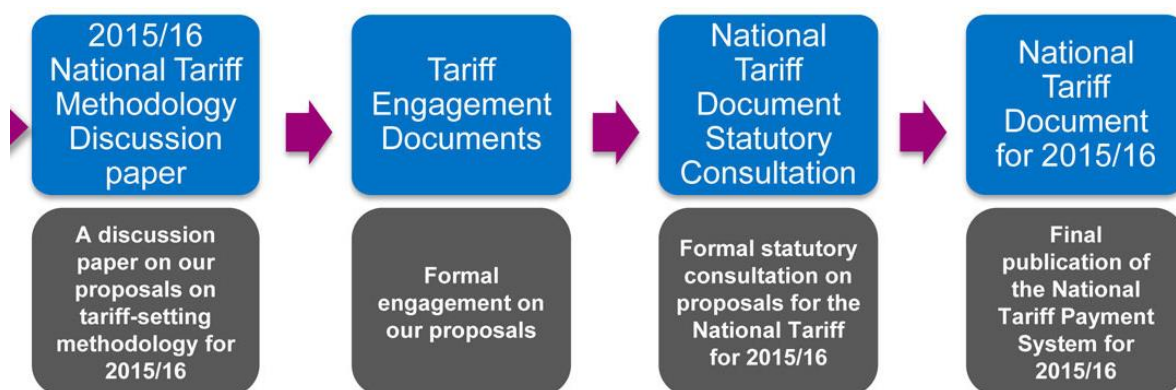 2015/16
National Tariff
Methodology
Discussion
paper
A discussion
paper on our
proposals on
tariff-setting
methodology for
2015/16
Tariff
Engagement
Documents
Formal
engagement on
our proposals
National
Tariff
Document
Statutory
Consultation
Formal statutory
consultation on
proposals for the
National Tariff
for 2015/16
National
Tariff
Document
for 2015/16
Final
publication of
the National
Tariff Payment
System for
2015/16